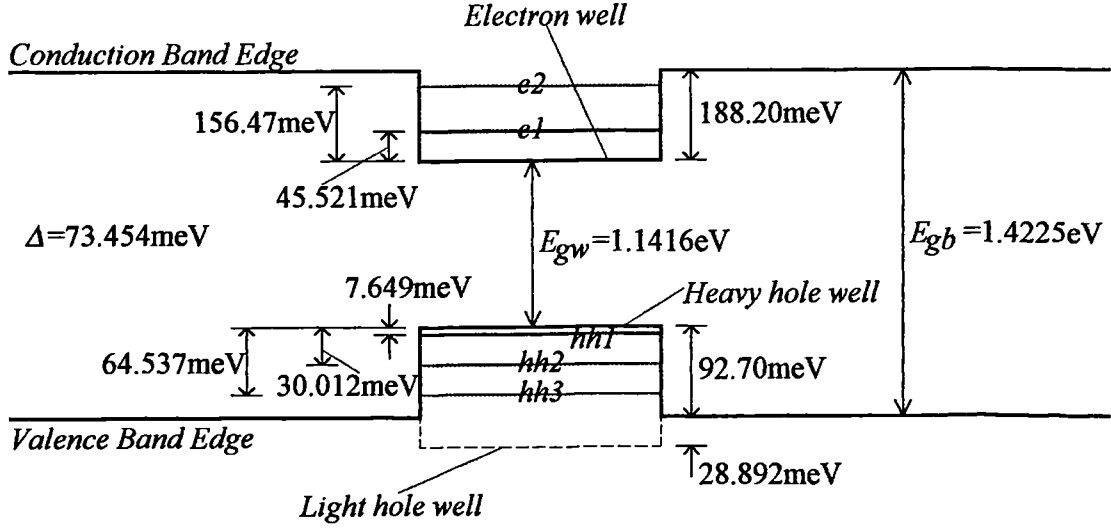 Electron well
Conduction Band Edge
e2
156.47meV
188.20meV
e1
45.521meV
Δ=73.454meV
E_gw=1.1416eV
E_gb=1.4225eV
7.649meV
Heavy hole well
hh1
64.537meV
hh2
92.70meV
30.012meV
hh3
Valence Band Edge
28.892meV
Light hole well